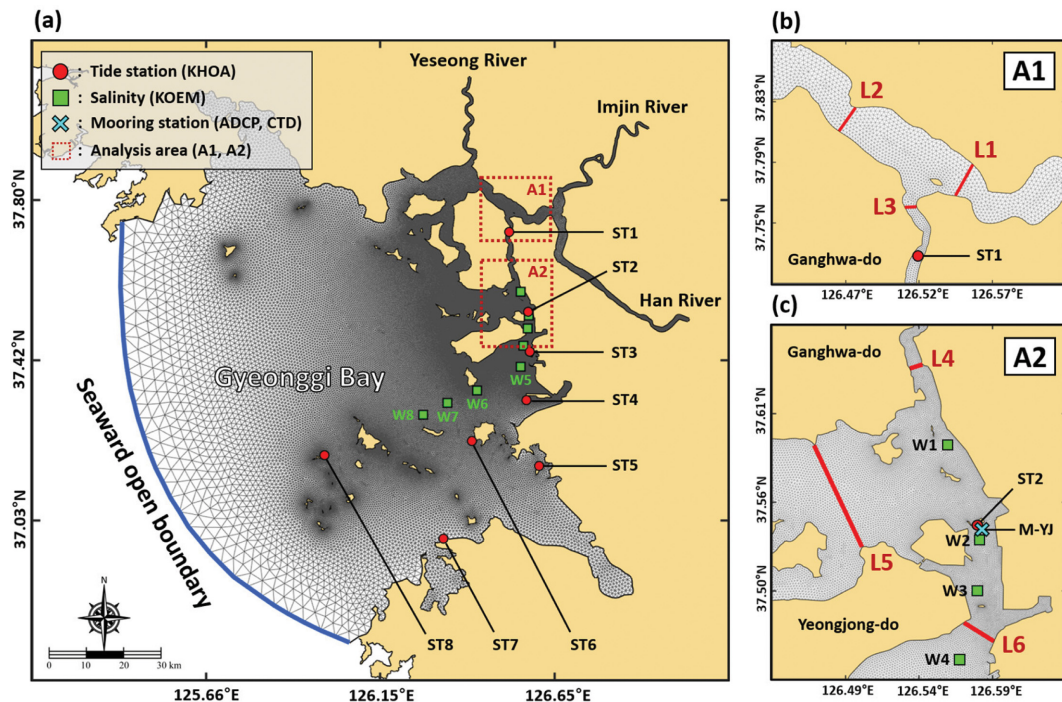 (a)
: Tide station (KHOA)
: Salinity (KOEM)
: Mooring station (ADCP, CTD)
: Analysis area (A1, A2)
Yeseong River
Imjin River
Han River
A1
A2
ST1
ST2
ST3
ST4
ST5
ST6
ST7
ST8
W5
W6
W7
W8
Gyeonggi Bay
Seaward open boundary
N
0 10 20 30 km
37.80°N
37.42°N
37.03°N
125.66°E
126.15°E
126.65°E
(b)
A1
L2
L1
L3
Ganghwa-do
ST1
37.83°N
37.79°N
37.75°N
126.47°E
126.52°E
126.57°E
(c)
A2
Ganghwa-do
L4
W1
ST2
M-YJ
W2
L5
W3
Yeongjong-do
L6
W4
37.61°N
37.56°N
37.50°N
126.49°E
126.54°E
126.59°E